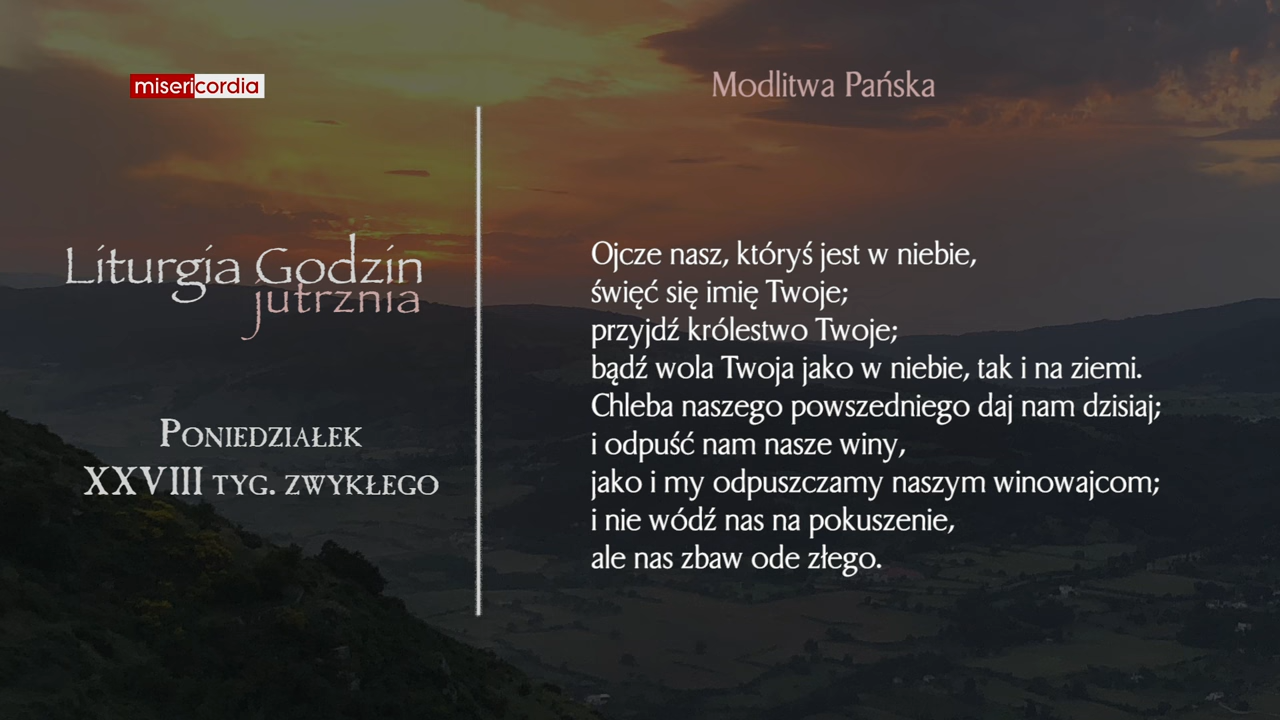 misericordia
Liturgia Godzin
jutrznia
Poniedziałek
XXVIII tyg. zwykłego
Modlitwa Pańska
Ojcze nasz, któryś jest w niebie,
święć się imię Twoje;
przyjdź królestwo Twoje;
bądź wola Twoja jako w niebie, tak i na ziemi.
Chleba naszego powszedniego daj nam dzisiaj;
i odpuść nam nasze winy,
jako i my odpuszczamy naszym winowajcom;
i nie wódź nas na pokuszenie,
ale nas zbaw ode złego.